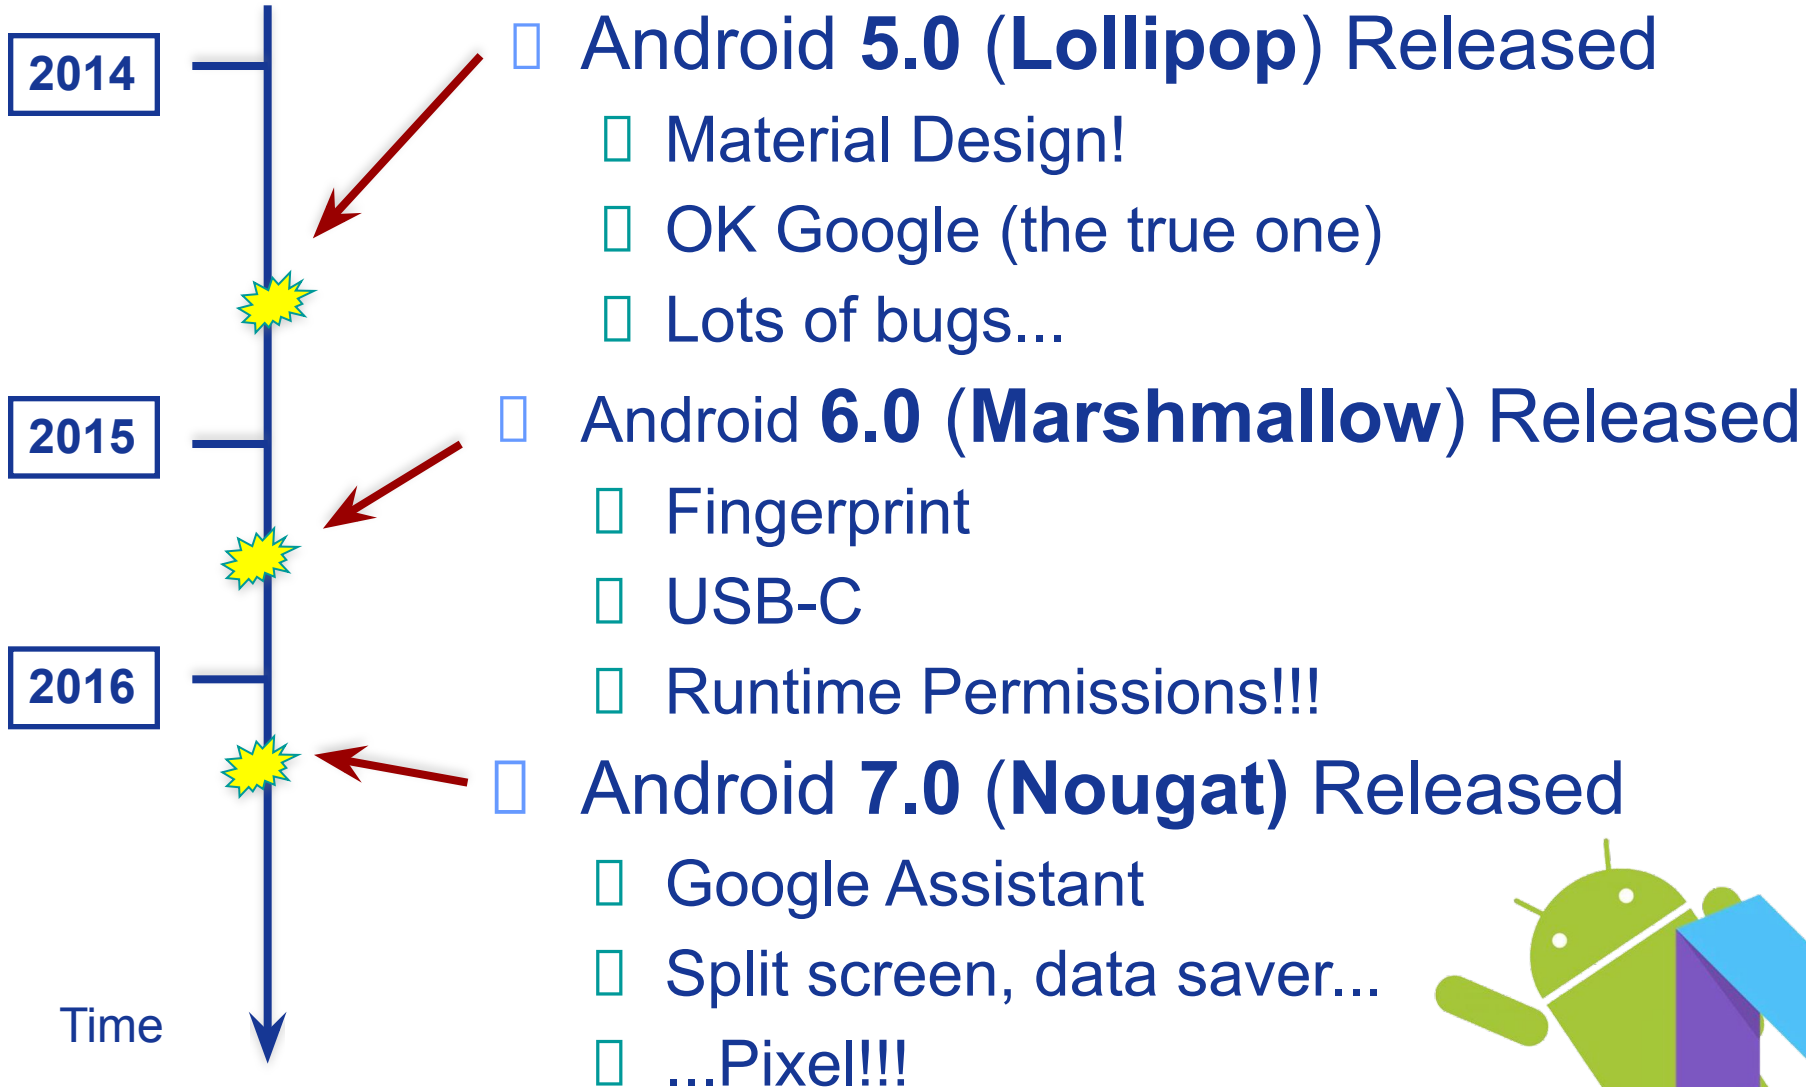 2014
Android 5.0 (Lollipop) Released
Material Design!
OK Google (the true one)
Lots of bugs...
2015
Android 6.0 (Marshmallow) Released
Fingerprint
USB-C
2016
Runtime Permissions!!!
Android 7.0 (Nougat) Released
Google Assistant
Split screen, data saver...
Time
...Pixel!!!